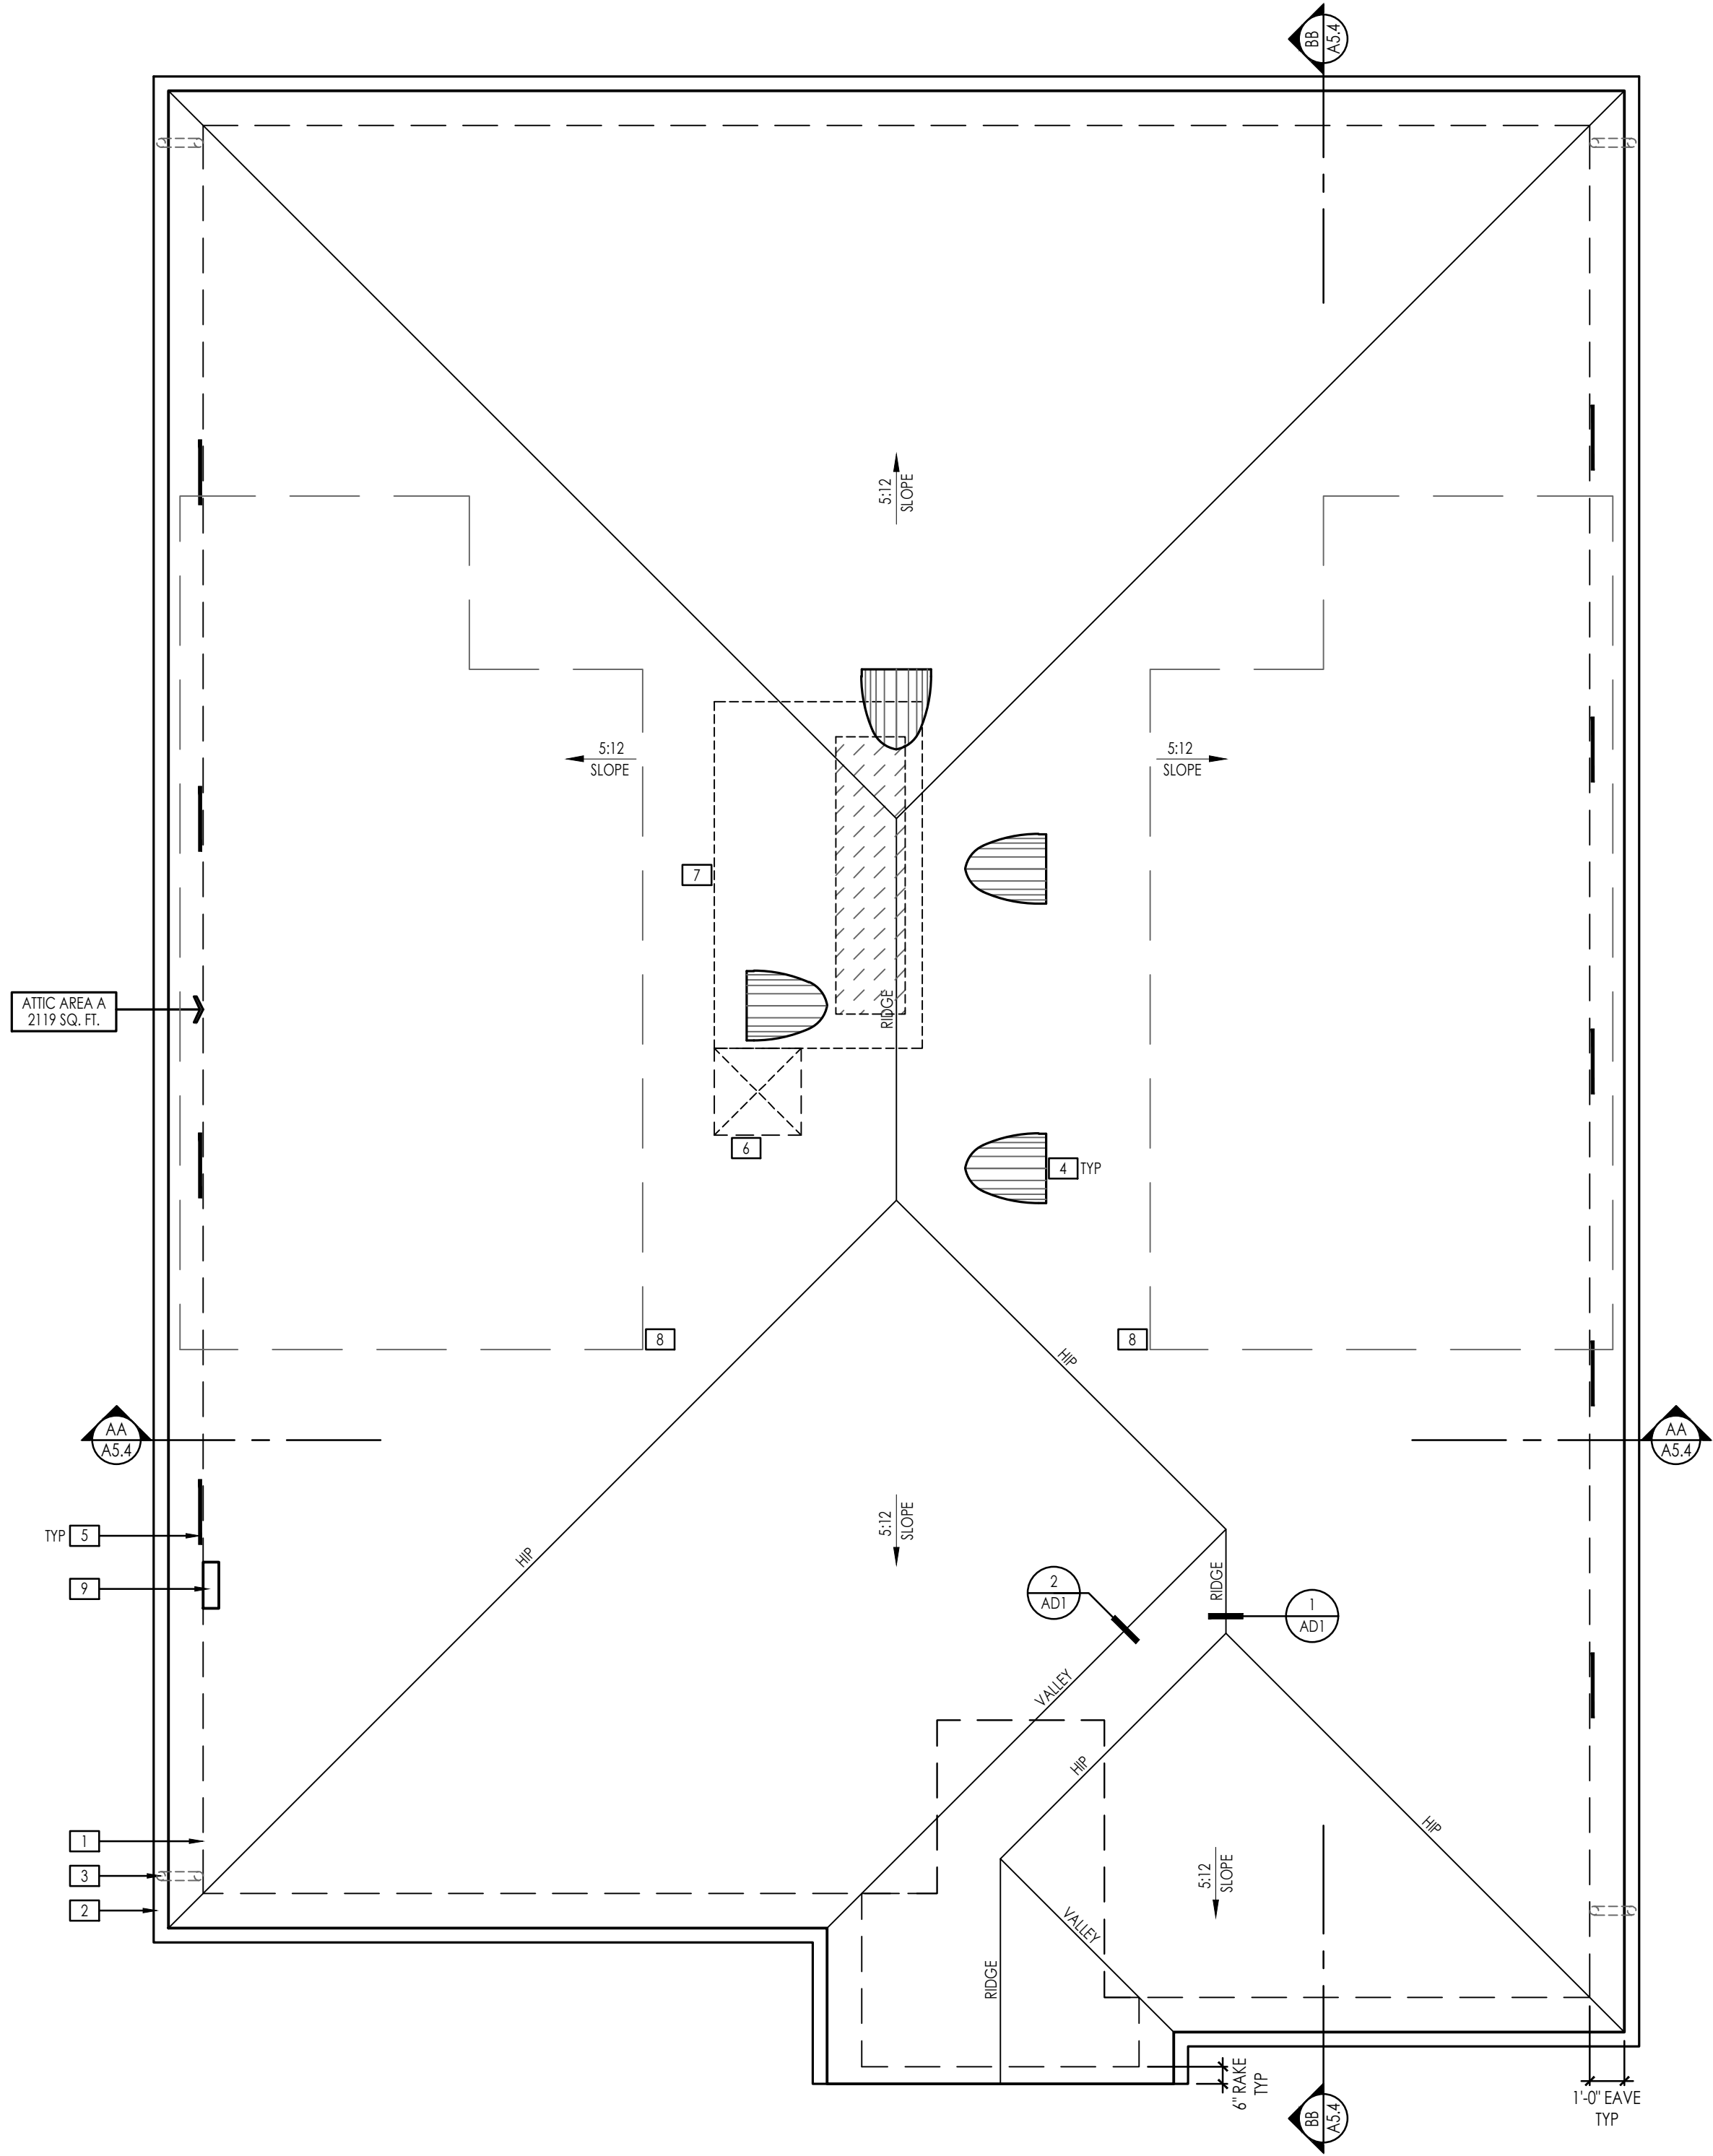 BB
A5.4
5:12
SLOPE
5:12
SLOPE
5:12
SLOPE
7
ATTIC AREA A
2119 SQ. FT.
RIDGE
6
4 TYP
8
8
HIP
AA
A5.4
AA
A5.4
TYP 5
9
HIP
5:12
SLOPE
2
AD1
RIDGE
1
AD1
VALLEY
HIP
HIP
1
3
2
5:12
SLOPE
VALLEY
RIDGE
6" RAKE
TYP
BB
A5.4
1'-0" EAVE
TYP